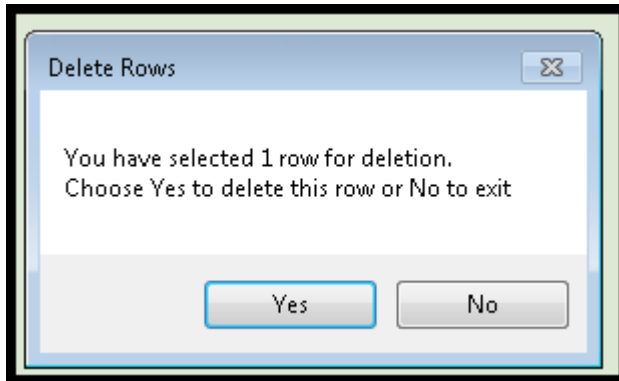 Delete Rows
You have selected 1 row for deletion.
Choose Yes to delete this row or No to exit
Yes
No